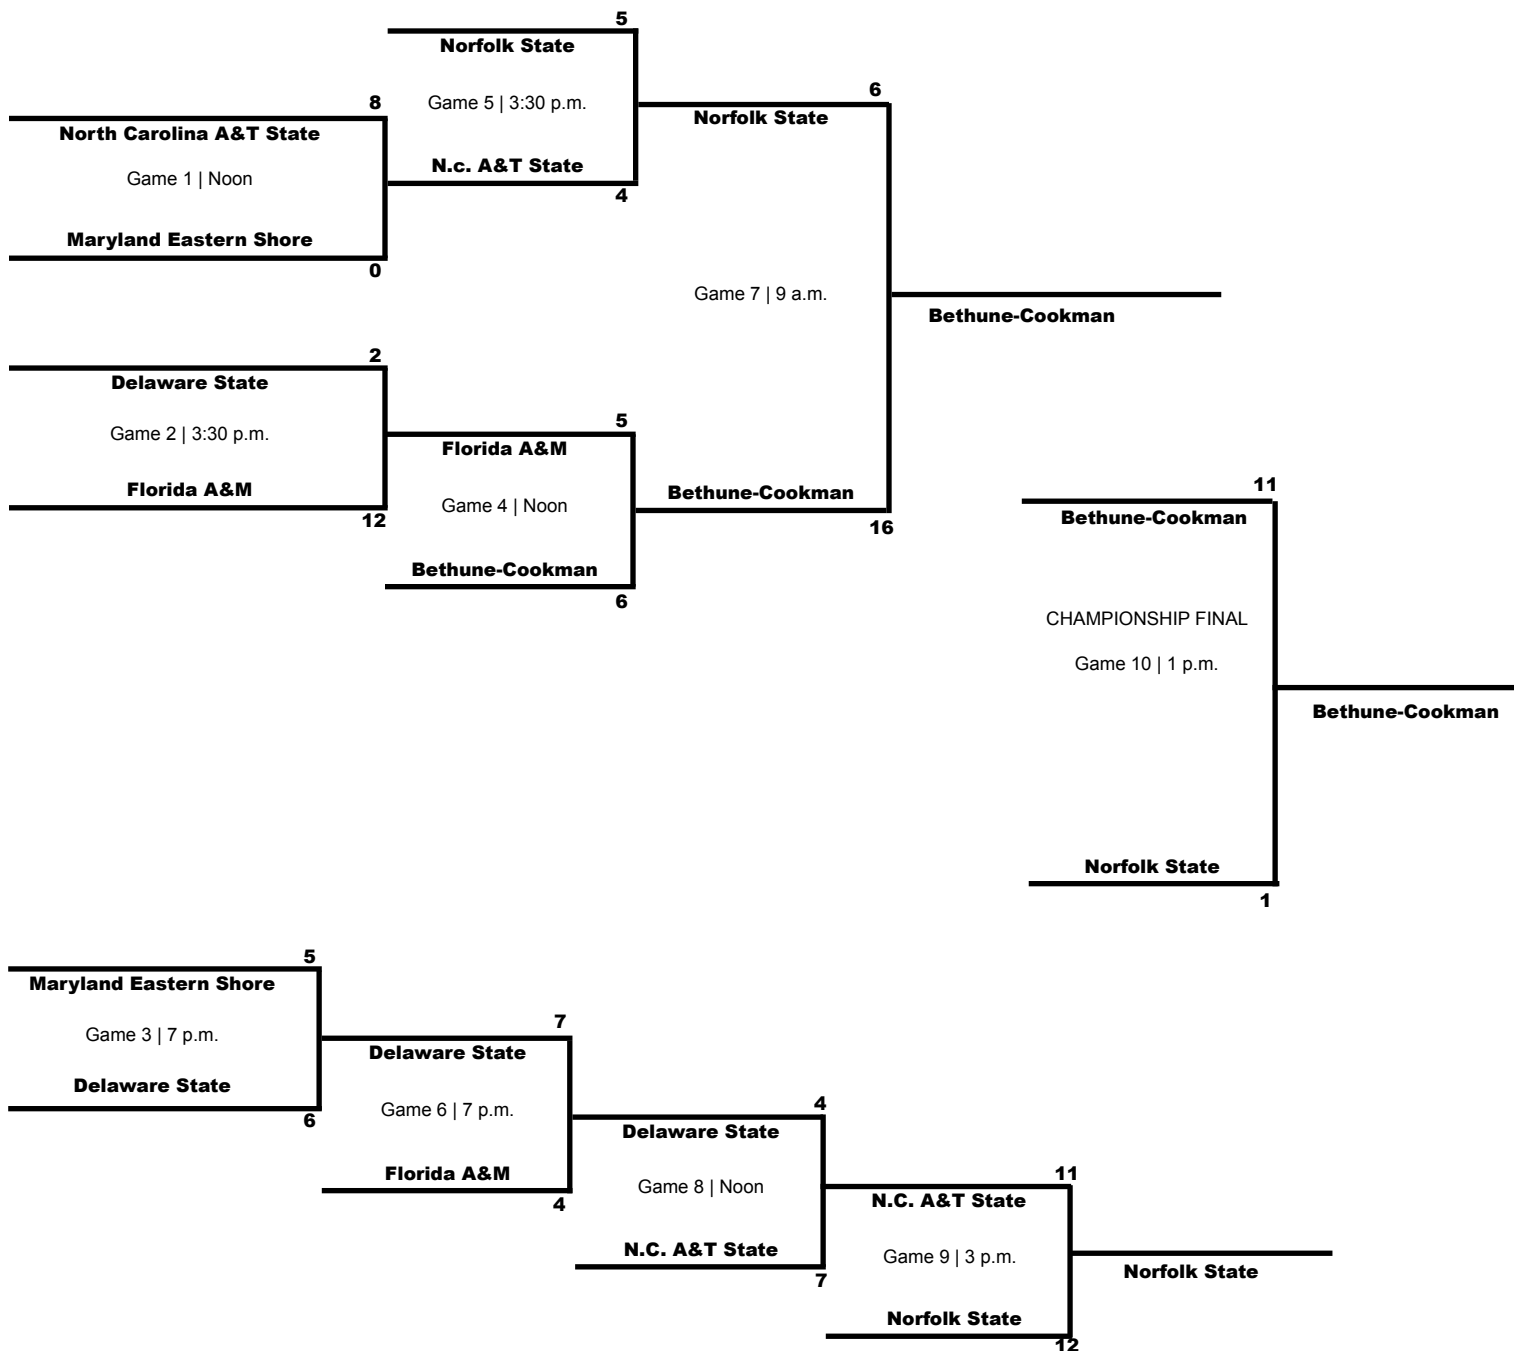 5
Norfolk State
Game 5 | 3:30 p.m.
N.c. A&T State
4
8
North Carolina A&T State
Game 1 | Noon
Maryland Eastern Shore
0
6
Norfolk State
Game 7 | 9 a.m.
Bethune-Cookman
16
Bethune-Cookman
2
Delaware State
Game 2 | 3:30 p.m.
Florida A&M
12
5
Florida A&M
Game 4 | Noon
Bethune-Cookman
6
11
Bethune-Cookman
CHAMPIONSHIP FINAL
Game 10 | 1 p.m.
Norfolk State
1
Bethune-Cookman
5
Maryland Eastern Shore
Game 3 | 7 p.m.
Delaware State
6
7
Delaware State
Game 6 | 7 p.m.
Florida A&M
4
4
Delaware State
Game 8 | Noon
N.C. A&T State
7
11
N.C. A&T State
Game 9 | 3 p.m.
Norfolk State
12
Norfolk State